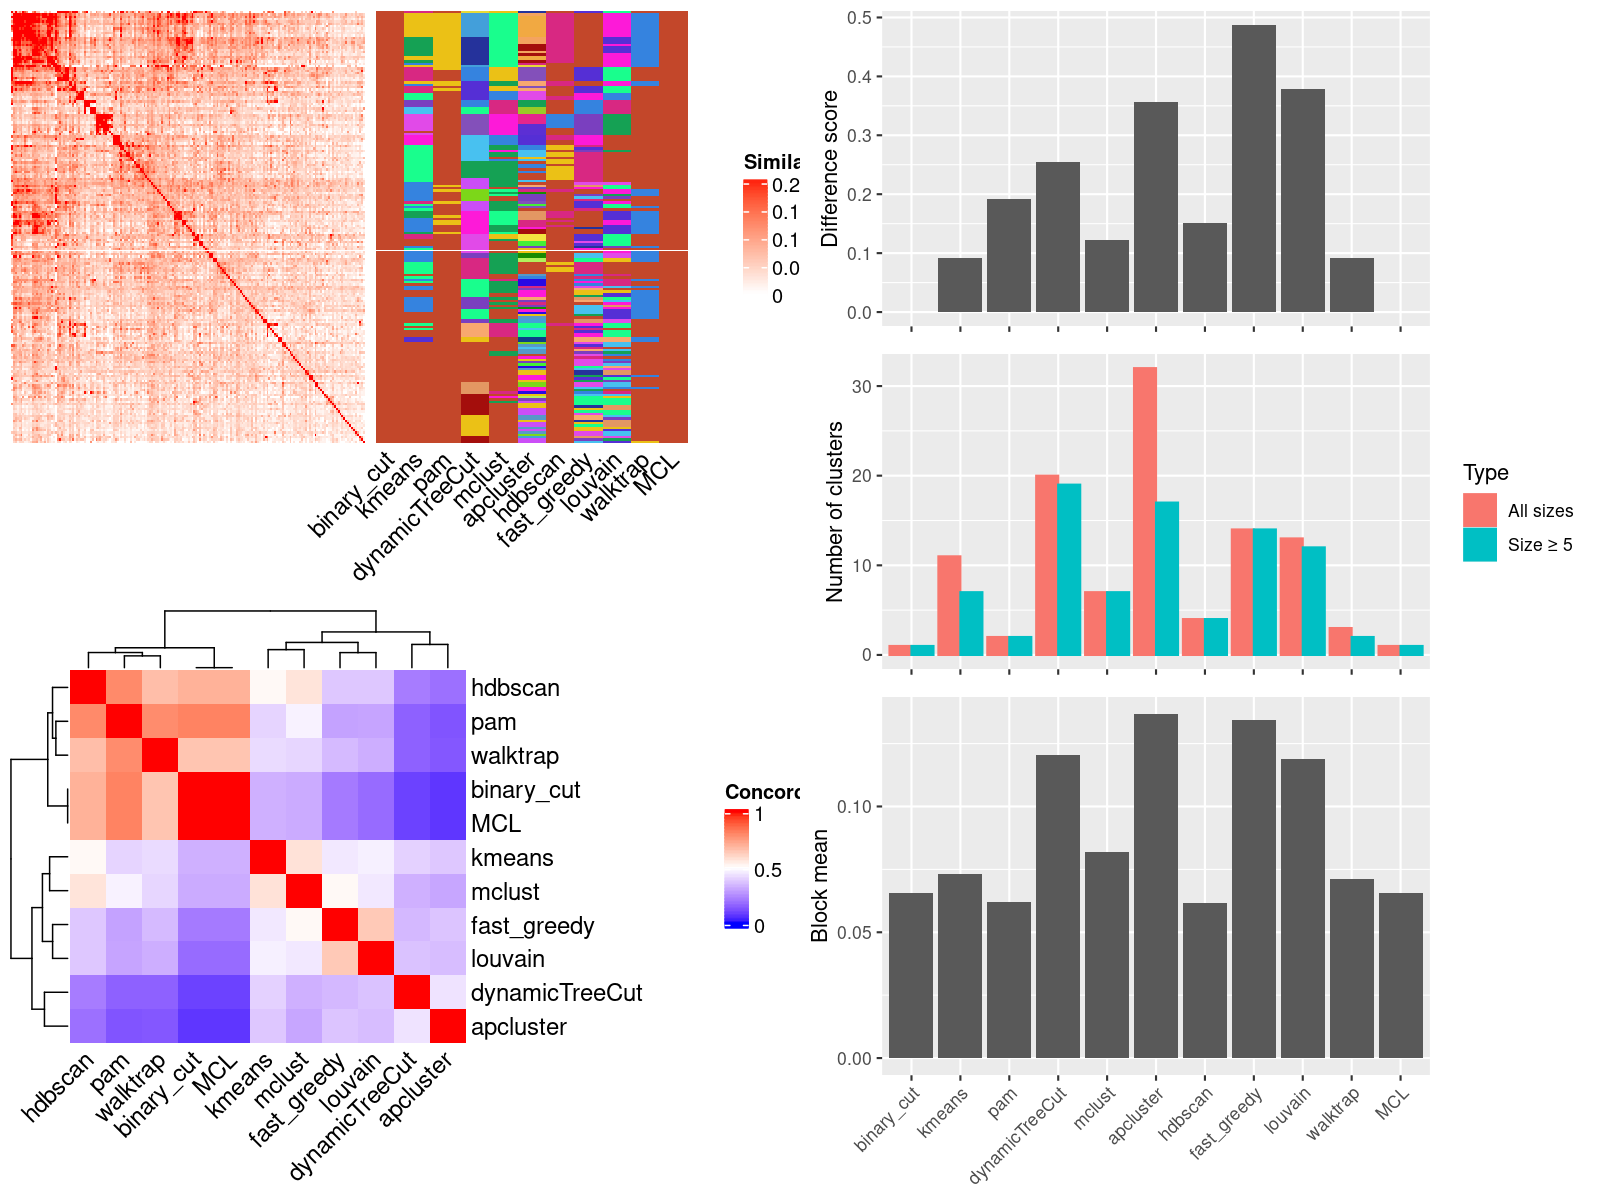 Simila
0.2
0.1
0.1
0.0
0
binary_cut
kmeans
pam
dynamicTreeCut
mclust
apcluster
hdbscan
fast_greedy
louvain
walktrap
MCL
hdbscan
pam
walktrap
binary_cut
MCL
kmeans
mclust
fast_greedy
louvain
dynamicTreeCut
apcluster
hdbscan
pam
walktrap
binary_cut
MCL
kmeans
mclust
fast_greedy
louvain
dynamicTreeCut
apcluster
Concord
1
0.5
0
Difference score
0.5
0.4
0.3
0.2
0.1
0.0
Number of clusters
30
20
10
0
Type
All sizes
Size ≥ 5
Block mean
0.10
0.05
0.00
binary_cut
kmeans
pam
dynamicTreeCut
mclust
apcluster
hdbscan
fast_greedy
louvain
walktrap
MCL